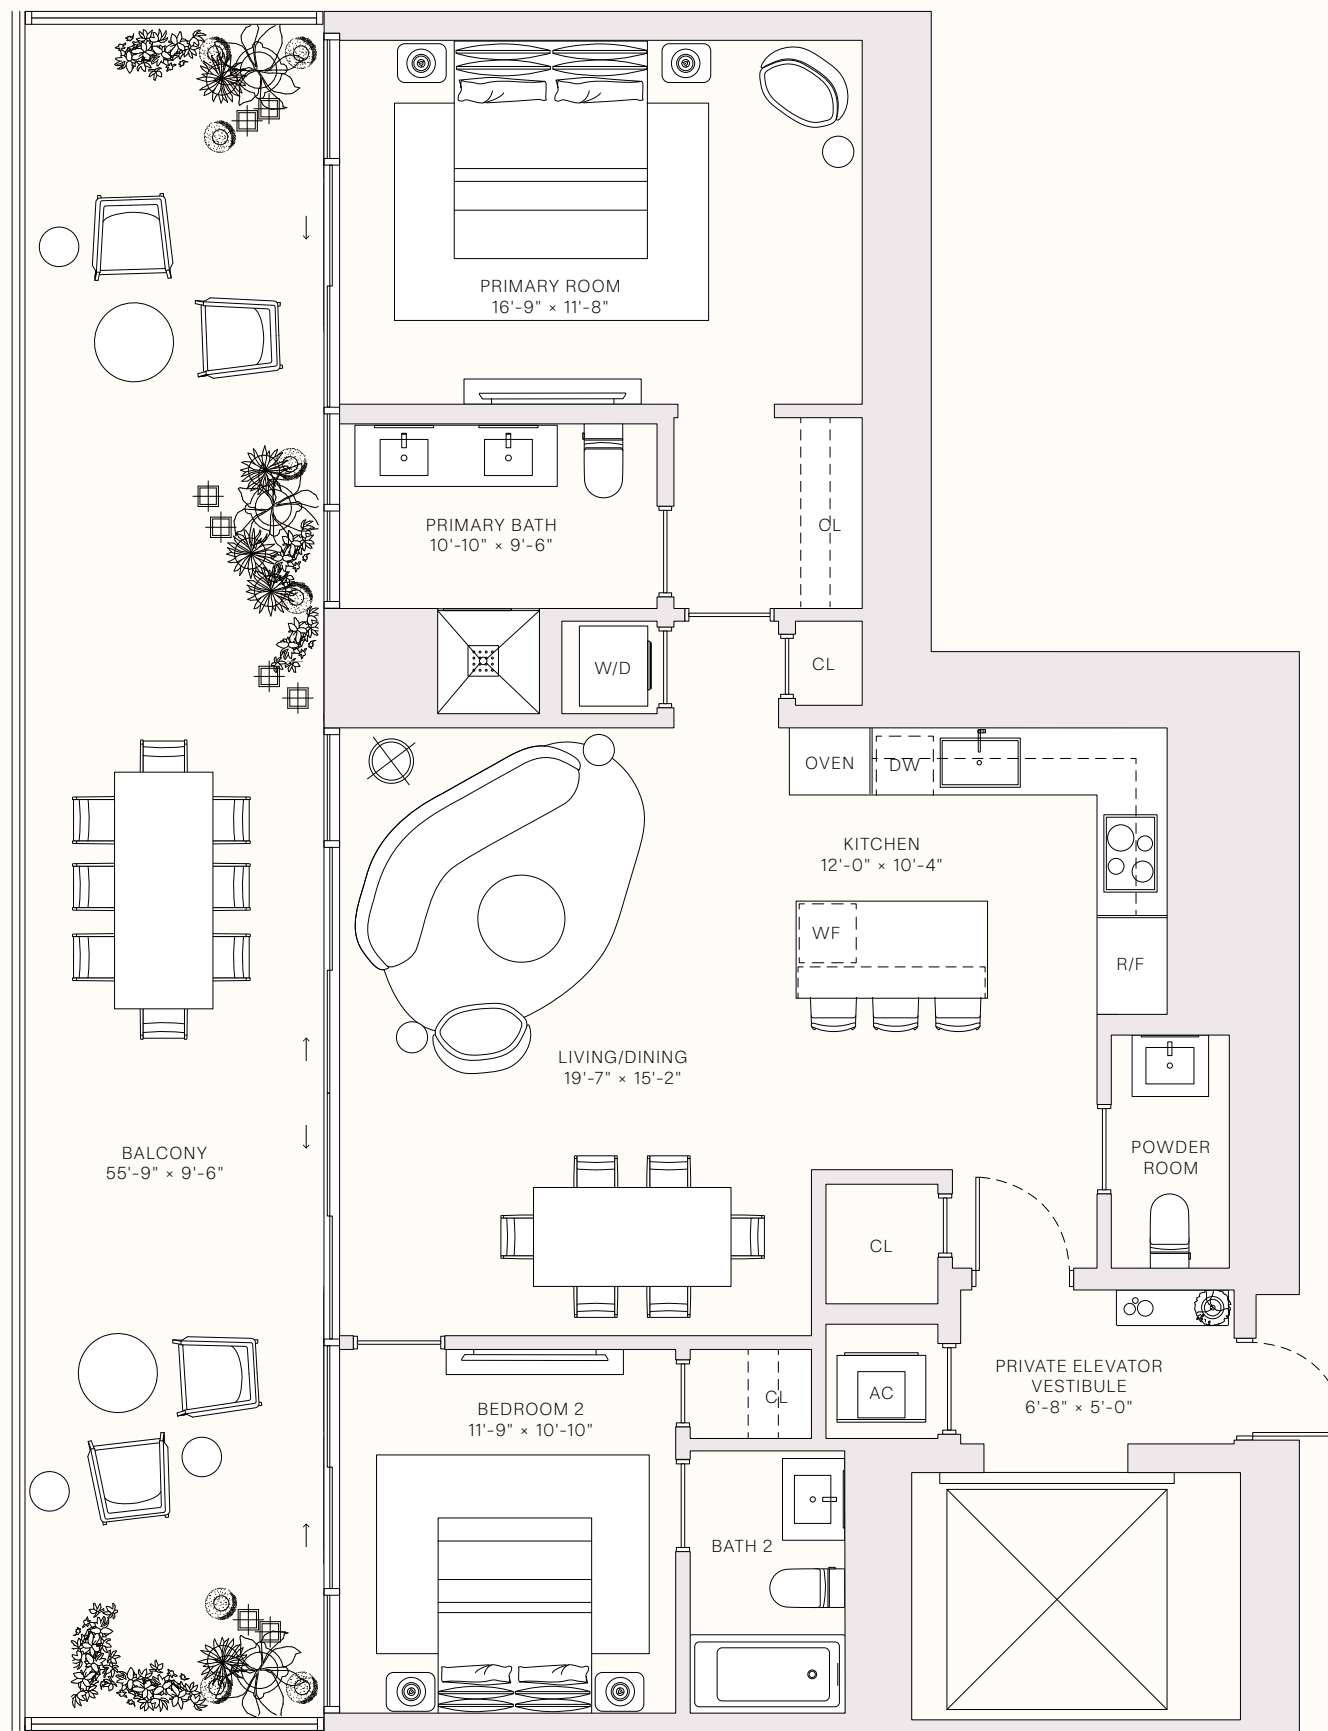 PRIMARY ROOM
16'-9" × 11'-8"
PRIMARY BATH
10'-10" × 9'-6"
CL
W/D
CL
OVEN
DW
KITCHEN
12'-0" × 10'-4"
WF
R/F
LIVING/DINING
19'-7" × 15'-2"
BALCONY
55'-9" × 9'-6"
POWDER
ROOM
CL
PRIVATE ELEVATOR
VESTIBULE
6'-8" × 5'-0"
AC
CL
BEDROOM 2
11'-9" × 10'-10"
BATH 2